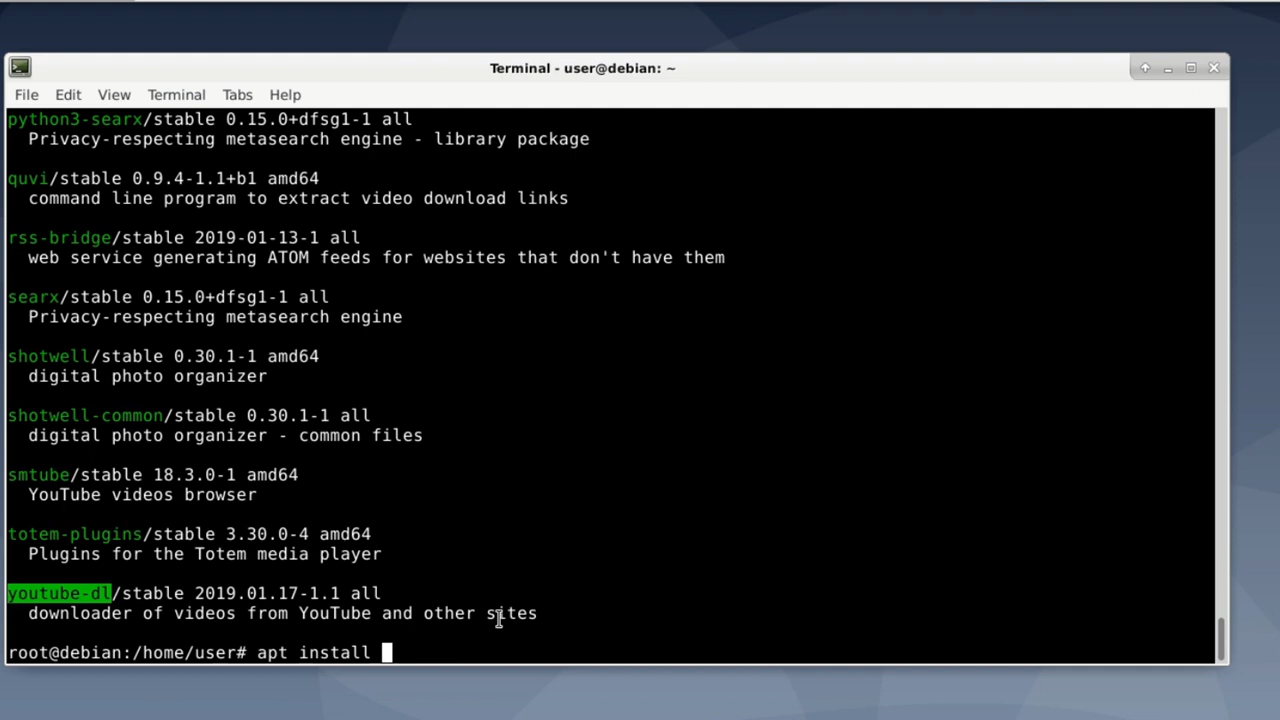 Terminal - user@debian: ~
File Edit View Terminal Tabs Help
python3-searx/stable 0.15.0+dfsg1-1 all
Privacy-respecting metasearch engine - library package
quvi/stable 0.9.4-1.1+b1 amd64
command line program to extract video download links
rss-bridge/stable 2019-01-13-1 all
web service generating ATOM feeds for websites that don't have them
searx/stable 0.15.0+dfsg1-1 all
Privacy-respecting metasearch engine
shotwell/stable 0.30.1-1 amd64
digital photo organizer
shotwell-common/stable 0.30.1-1 all
digital photo organizer - common files
smtube/stable 18.3.0-1 amd64
YouTube videos browser
totem-plugins/stable 3.30.0-4 amd64
Plugins for the Totem media player
youtube-dl/stable 2019.01.17-1.1 all
downloader of videos from YouTube and other sites
root@debian:/home/user# apt install